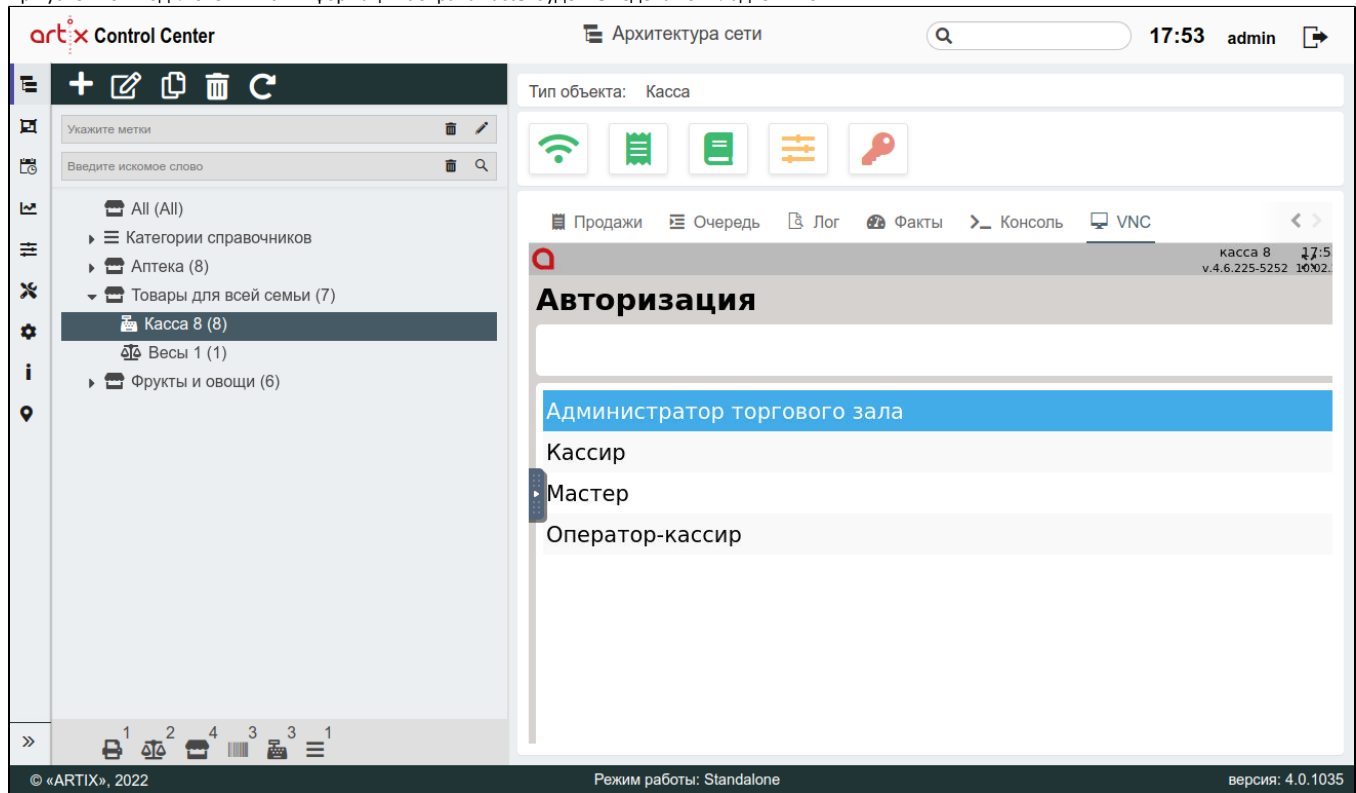 artix Control Center
Архитектура сети
17:53 admin
Тип объекта: Касса
Укажите метки
Введите искомое слово
All (All)
Категории справочников
Аптека (8)
Товары для всей семьи (7)
Касса 8 (8)
Весы 1 (1)
Фрукты и овощи (6)
Продажи Очередь Лог Факты Консоль VNC
касса 8
v.4.6.225-5252
Авторизация
Администратор торгового зала
Кассир
Мастер
Оператор-кассир
1 2 4 3 3 1
© «ARTIX», 2022 Режим работы: Standalone версия: 4.0.1035